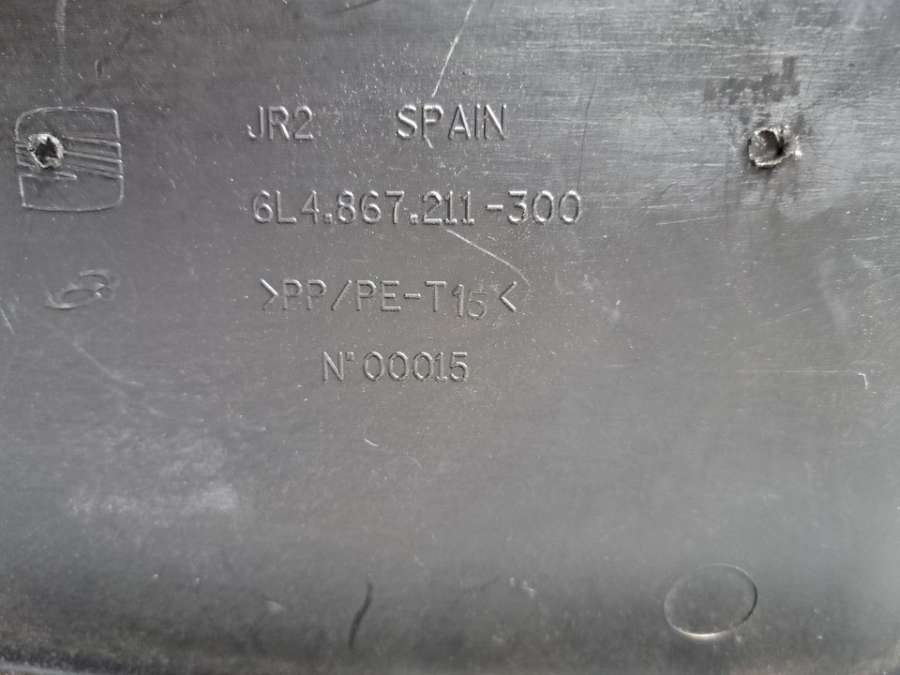 JR2 SPAIN
6L4.867.211-300
>PP/PE-T15<
N°00015